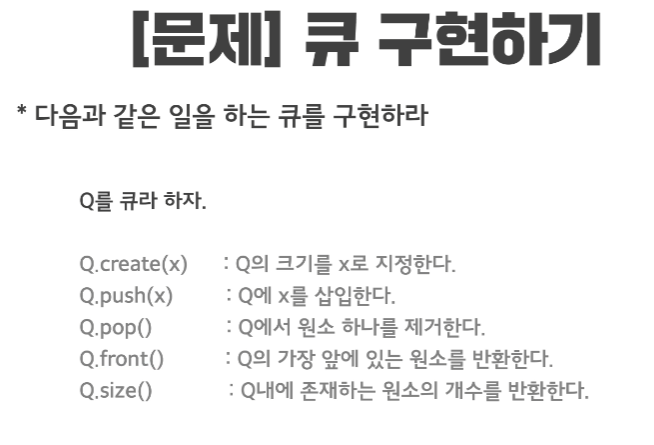 [문제] 큐 구현하기
* 다음과 같은 일을 하는 큐를 구현하라
Q를 큐라 하자.
Q.create(x) : Q의 크기를 x로 지정한다.
Q.push(x) : Q에 x를 삽입한다.
Q.pop() : Q에서 원소 하나를 제거한다.
Q.front() : Q의 가장 앞에 있는 원소를 반환한다.
Q.size() : Q내에 존재하는 원소의 개수를 반환한다.